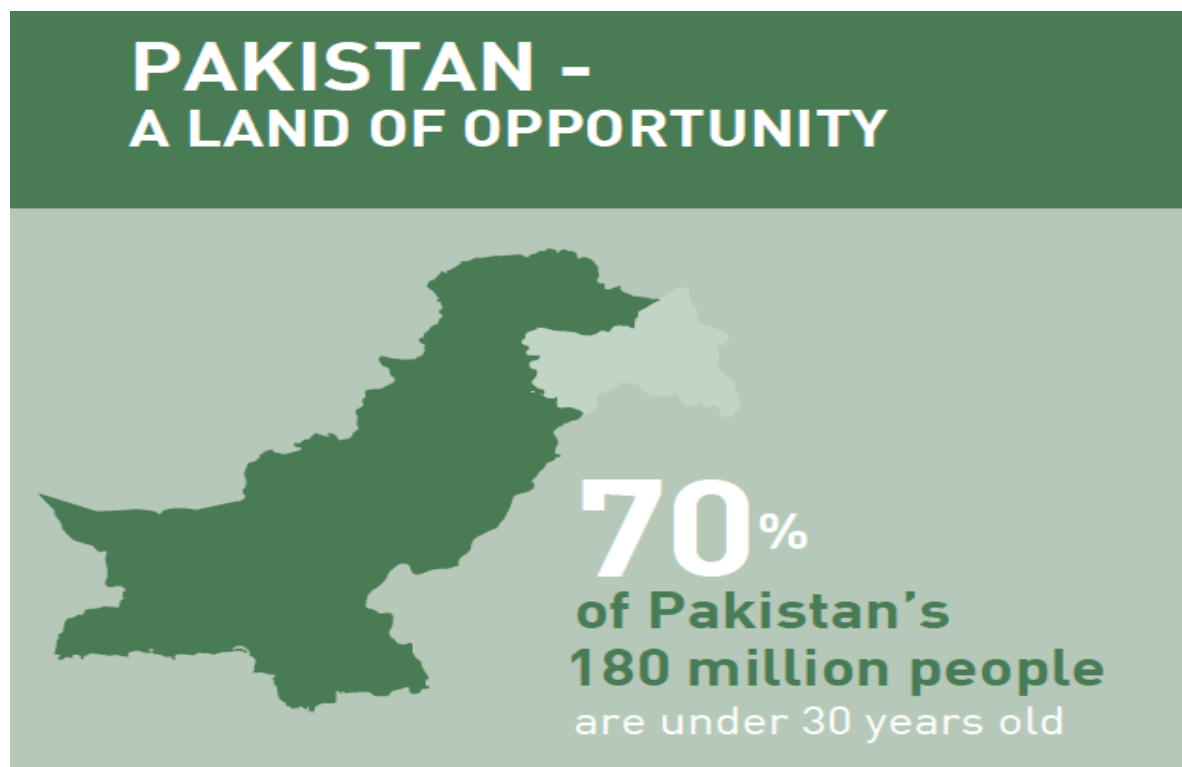 PAKISTAN -
A LAND OF OPPORTUNITY
70%
of Pakistan's
180 million people
are under 30 years old